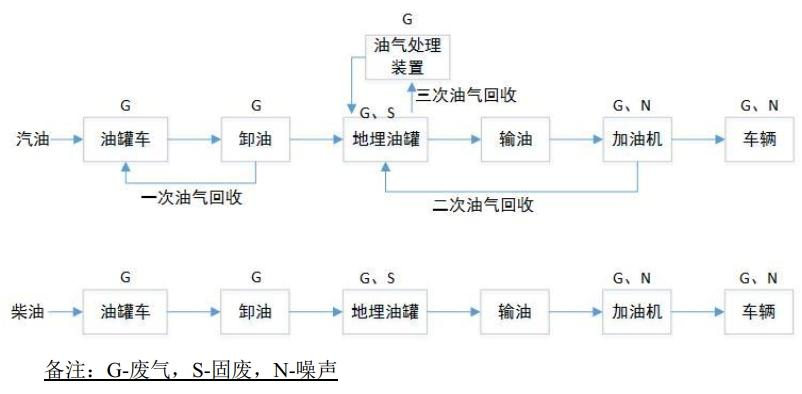 G
油气处理
装置
三次油气回收
G G G、S G、N G、N
汽油 油罐车 卸油 地埋油罐 输油 加油机 车辆
一次油气回收 二次油气回收
G G G、S G、N G、N
柴油 油罐车 卸油 地埋油罐 输油 加油机 车辆
备注：G-废气，S-固废，N-噪声